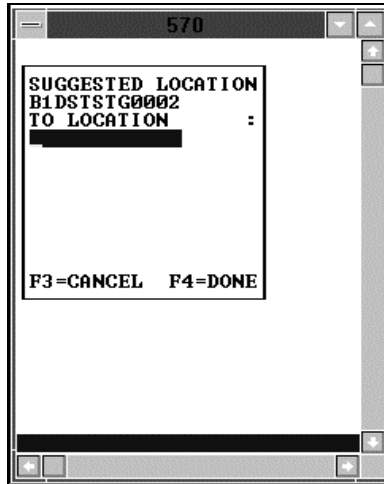 570
SUGGESTED LOCATION
B1DSTSTG0002
TO LOCATION :
F3=CANCEL F4=DONE